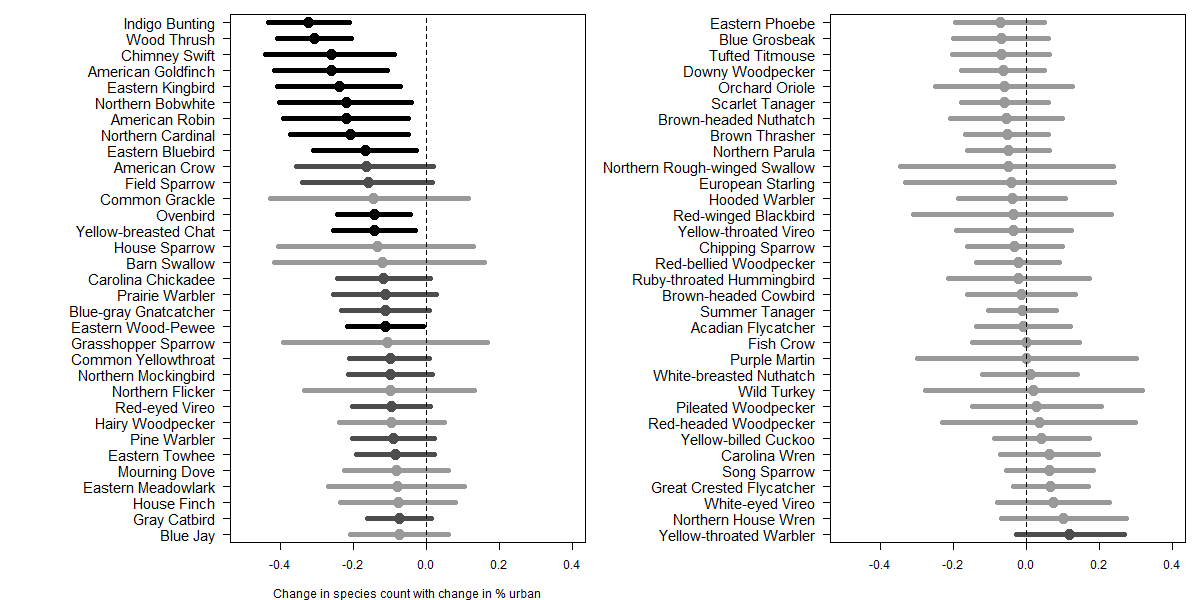 Indigo Bunting
Wood Thrush
Chimney Swift
American Goldfinch
Eastern Kingbird
Northern Bobwhite
American Robin
Northern Cardinal
Eastern Bluebird
American Crow
Field Sparrow
Common Grackle
Ovenbird
Yellow-breasted Chat
House Sparrow
Barn Swallow
Carolina Chickadee
Prairie Warbler
Blue-gray Gnatcatcher
Eastern Wood-Pewee
Grasshopper Sparrow
Common Yellowthroat
Northern Mockingbird
Northern Flicker
Red-eyed Vireo
Hairy Woodpecker
Pine Warbler
Eastern Towhee
Mourning Dove
Eastern Meadowlark
House Finch
Gray Catbird
Blue Jay
-0.4 -0.2 0.0 0.2 0.4
Change in species count with change in % urban
Eastern Phoebe
Blue Grosbeak
Tufted Titmouse
Downy Woodpecker
Orchard Oriole
Scarlet Tanager
Brown-headed Nuthatch
Brown Thrasher
Northern Parula
Northern Rough-winged Swallow
European Starling
Hooded Warbler
Red-winged Blackbird
Yellow-throated Vireo
Chipping Sparrow
Red-bellied Woodpecker
Ruby-throated Hummingbird
Brown-headed Cowbird
Summer Tanager
Acadian Flycatcher
Fish Crow
Purple Martin
White-breasted Nuthatch
Wild Turkey
Pileated Woodpecker
Red-headed Woodpecker
Yellow-billed Cuckoo
Carolina Wren
Song Sparrow
Great Crested Flycatcher
White-eyed Vireo
Northern House Wren
Yellow-throated Warbler
-0.4 -0.2 0.0 0.2 0.4